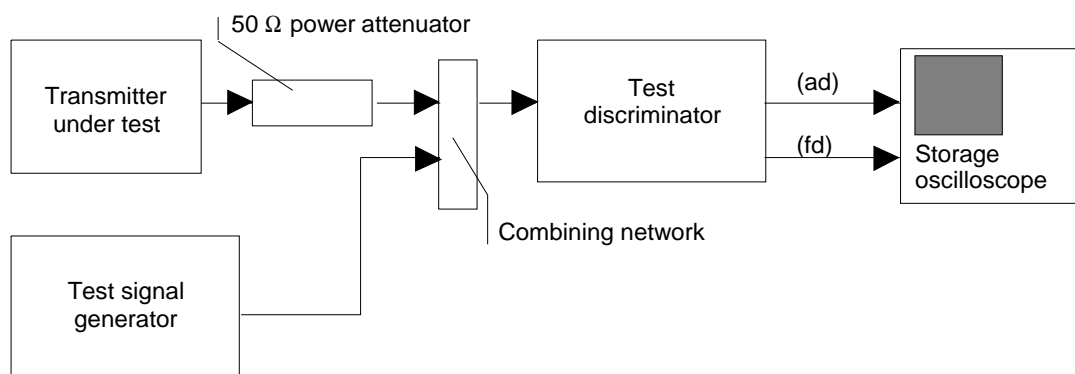 50 Ω power attenuator
Transmitter
under test
Test
discriminator
(ad)
(fd)
Storage
oscilloscope
Combining network
Test signal
generator